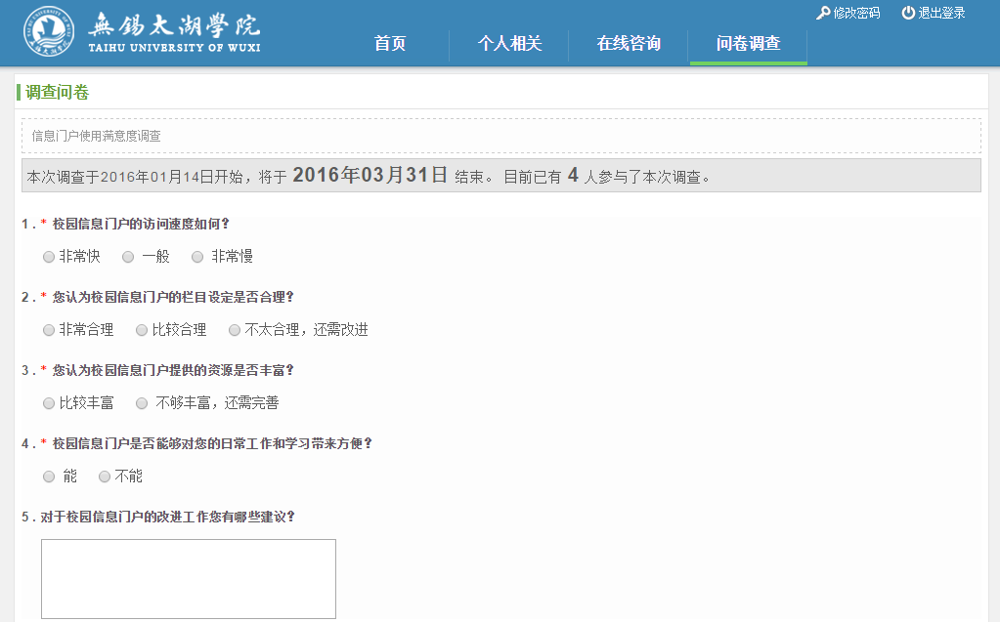 無錫太湖學院
TAIHU UNIVERSITY OF WUXI
修改密码 退出登录
首页 个人相关 在线咨询 问卷调查
调查问卷
信息门户使用满意度调查
本次调查于2016年01月14日开始，将于 2016年03月31日 结束。 目前已有 4 人参与了本次调查。
1 . * 校园信息门户的访问速度如何？
非常快 一般 非常慢
2 . * 您认为校园信息门户的栏目设定是否合理？
非常合理 比较合理 不太合理，还需改进
3 . * 您认为校园信息门户提供的资源是否丰富？
比较丰富 不够丰富，还需完善
4 . * 校园信息门户是否能够对您的日常工作和学习带来方便？
能 不能
5 . 对于校园信息门户的改进工作您有哪些建议？